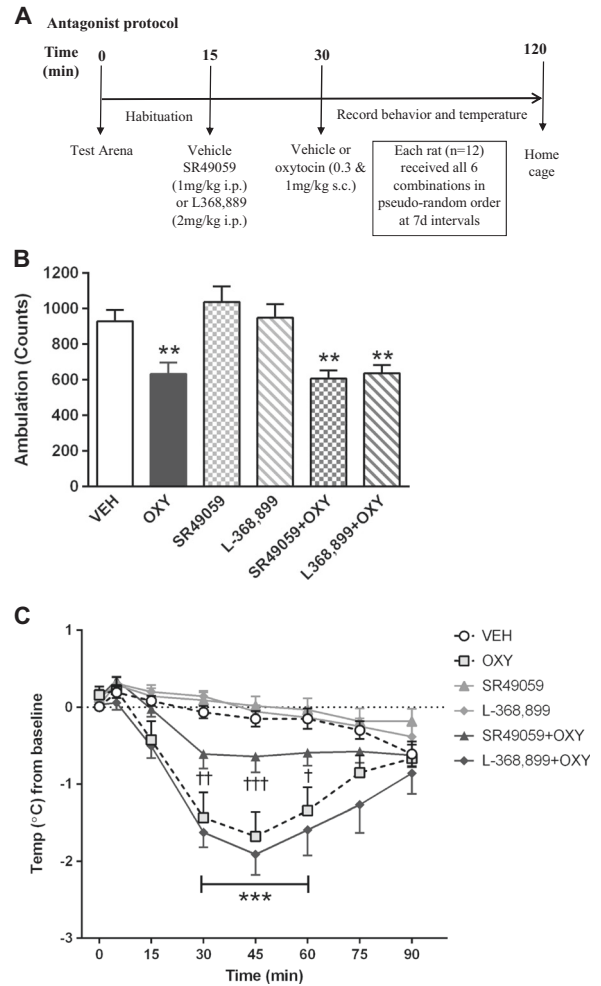 A
Antagonist protocol
Time
(min)
0
15
30
120
Habituation
Record behavior and temperature
Test Arena
Vehicle
SR49059
(1mg/kg i.p.)
or L368,889
(2mg/kg i.p.)
Vehicle or
oxytocin (0.3 &
1mg/kg s.c.)
Each rat (n=12)
received all 6
combinations in
pseudo-random order
at 7d intervals
Home
cage
B
Ambulation (Counts)
1200
1000
800
600
400
200
0
**
**
**
VEH
OXY
SR49059
L-368,899
SR49059+OXY
L368,899+OXY
C
Temp (°C) from baseline
1
0
-1
-2
-3
††
†††
†
***
0
15
30
45
60
75
90
Time (min)
VEH
OXY
SR49059
L-368,899
SR49059+OXY
L-368,899+OXY